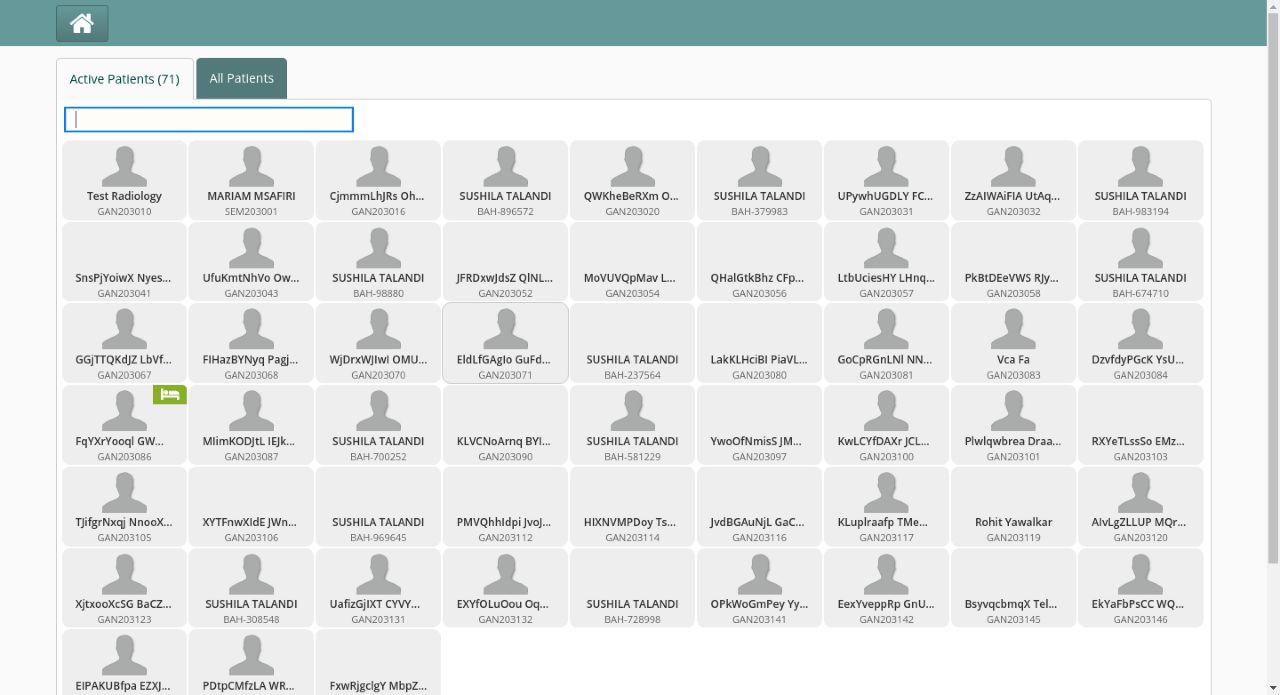 Active Patients (71)
All Patients
Test Radiology
GAN203010
MARIAM MSAFIRI
SEM203001
CjmmmLhJRs Oh...
GAN203016
SUSHILA TALANDI
BAH-896572
QWKheBeRXm O...
GAN203020
SUSHILA TALANDI
BAH-379983
UPywhUGDLY FC...
GAN203031
ZzAIWAiFIA UtAq...
GAN203032
SUSHILA TALANDI
BAH-983194
SnsPjYoiwX Nyes...
GAN203041
UfuKmtNhVo Ow...
GAN203043
SUSHILA TALANDI
BAH-98880
JFRDxwJdsZ QlNL...
GAN203052
MoVUVQpMav L...
GAN203054
QHalGtkBhz CFp...
GAN203056
LtbUciesHY LHnq...
GAN203057
PkBtDEeVWS RJy...
GAN203058
SUSHILA TALANDI
BAH-674710
GGjTTQKdJZ LbVf...
GAN203067
FIHazBYNyq Pagj...
GAN203068
WjDrxWJIwI OMU...
GAN203070
EldLfGAgIo GuFd...
GAN203071
SUSHILA TALANDI
BAH-237564
LakKLHciBI PiaVL...
GAN203080
GoCpRGnLNl NN...
GAN203081
Vca Fa
GAN203083
DzvfdyPGcK YsU...
GAN203084
FqYXrYooql GW...
GAN203086
MIimKODJtL IEJk...
GAN203087
SUSHILA TALANDI
BAH-700252
KLVCNoArnq BYI...
GAN203090
SUSHILA TALANDI
BAH-581229
YwoOfNmisS JM...
GAN203097
KwLCYfDAXr JCL...
GAN203100
Plwlqwbrea Draa...
GAN203101
RXYeTLssSo EMz...
GAN203103
TJifgrNxqj NnooX...
GAN203105
XYTFnwXIdE JWn...
GAN203106
SUSHILA TALANDI
BAH-969645
PMVQhhIdpi JvoJ...
GAN203112
HIXNVMPDoy Ts...
GAN203114
JvdBGAuNjL GaC...
GAN203116
KLuplraafp TMe...
GAN203117
Rohit Yawalkar
GAN203119
AIvLgZLLUP MQr...
GAN203120
XjtxooXcSG BaCZ...
GAN203123
SUSHILA TALANDI
BAH-308548
UafizGjIXT CYVY...
GAN203131
EXYfOLuOou Oq...
GAN203132
SUSHILA TALANDI
BAH-728998
OPkWoGmPey Yy...
GAN203141
EexYveppRp GnU...
GAN203142
BsyvqcbmqX Tel...
GAN203145
EkYaFbPsCC WQ...
GAN203146
EIPAKUBfpa EZXJ...
PDtpCMfzLA WR...
FxwRjgclgY MbpZ...